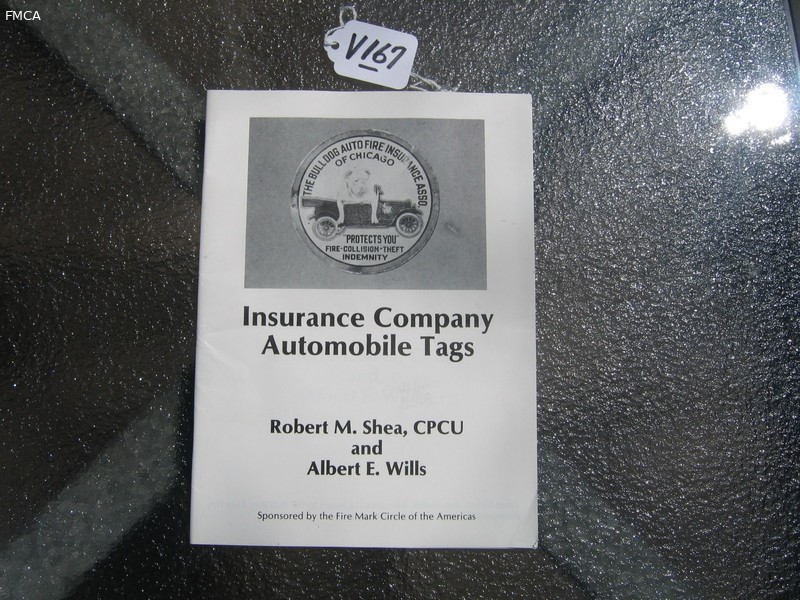 FMCA
V167
THE BULLDOG AUTO FIRE INSURANCE ASSO.
OF CHICAGO
"PROTECTS YOU"
FIRE-COLLISION-THEFT
INDEMNITY
Insurance Company
Automobile Tags
Robert M. Shea, CPCU
and
Albert E. Wills
Sponsored by the Fire Mark Circle of the Americas